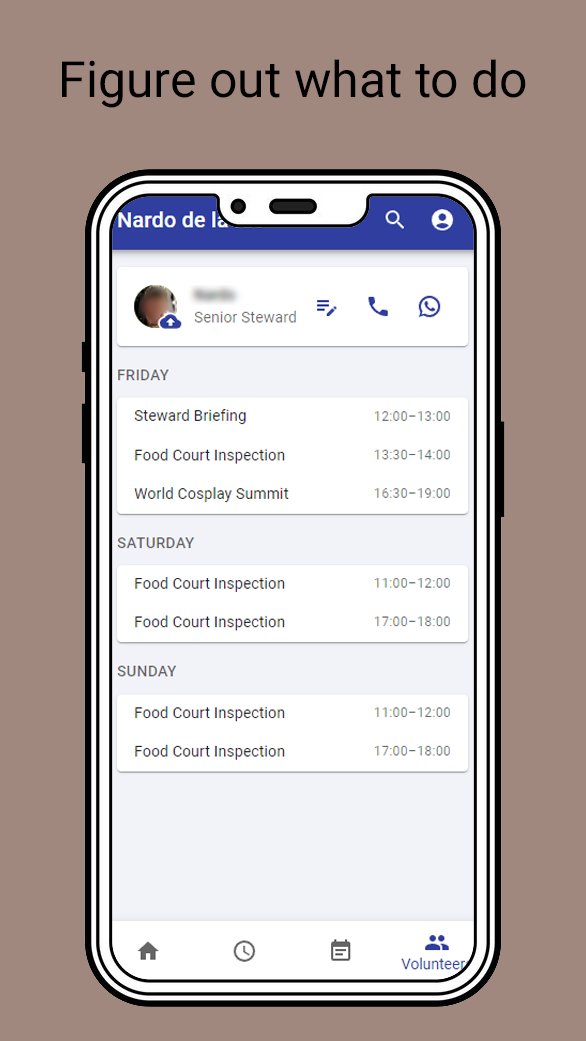 Figure out what to do
Nardo de la
Senior Steward
FRIDAY
Steward Briefing 12:00–13:00
Food Court Inspection 13:30–14:00
World Cosplay Summit 16:30–19:00
SATURDAY
Food Court Inspection 11:00–12:00
Food Court Inspection 17:00–18:00
SUNDAY
Food Court Inspection 11:00–12:00
Food Court Inspection 17:00–18:00
Volunteer